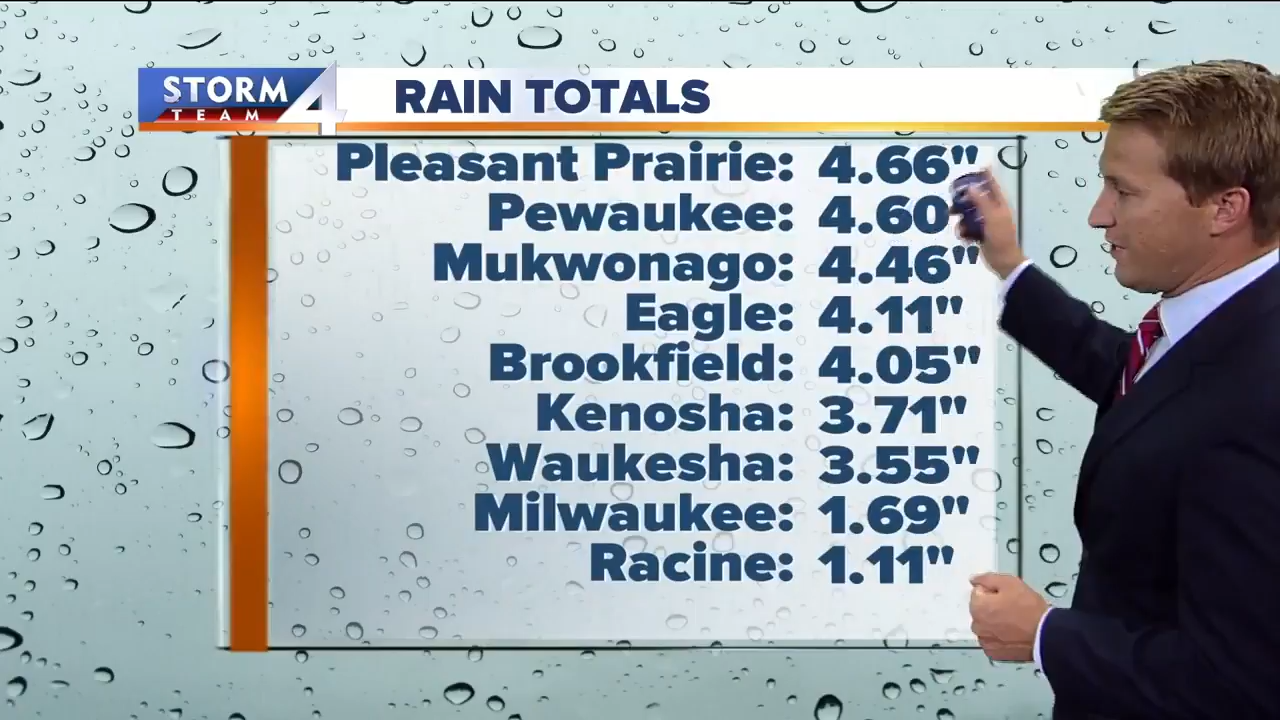 STORM
TEAM 4
RAIN TOTALS
Pleasant Prairie: 4.66"
Pewaukee: 4.60
Mukwonago: 4.46"
Eagle: 4.11"
Brookfield: 4.05"
Kenosha: 3.71"
Waukesha: 3.55"
Milwaukee: 1.69"
Racine: 1.11"